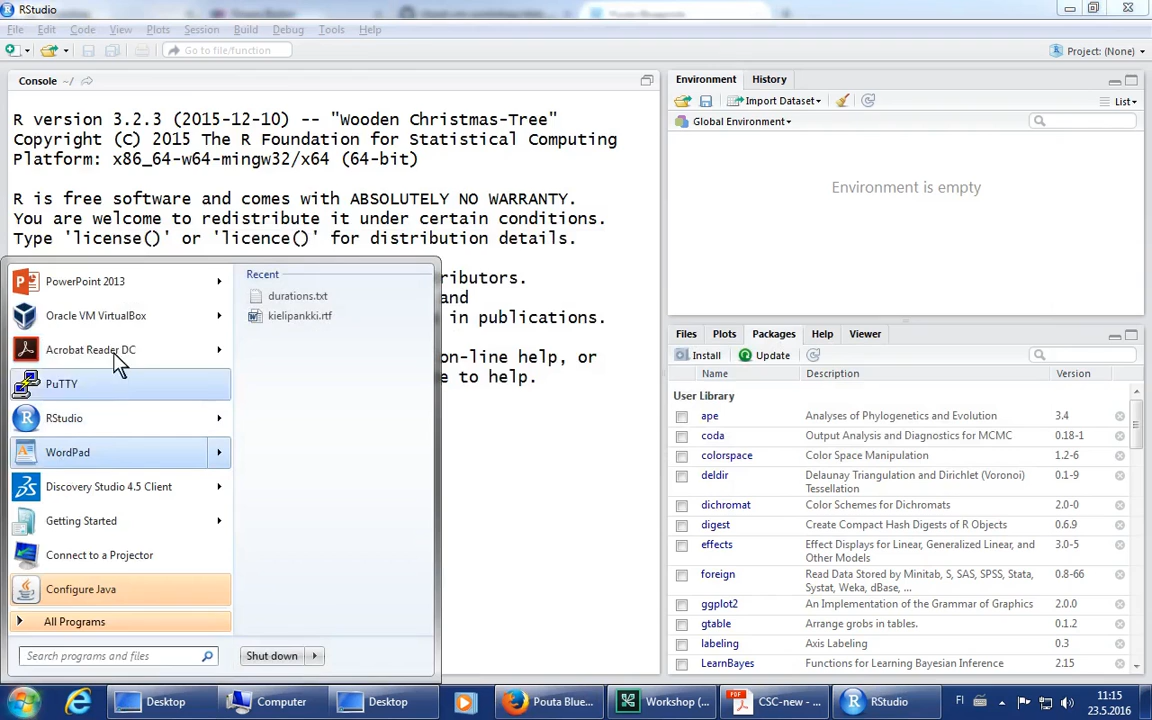 RStudio
File Edit Code View Plots Session Build Debug Tools Help
Go to file/function
Project: (None)
Console ~/
R version 3.2.3 (2015-12-10) -- "Wooden Christmas-Tree"
Copyright (C) 2015 The R Foundation for Statistical Computing
Platform: x86_64-w64-mingw32/x64 (64-bit)
R is free software and comes with ABSOLUTELY NO WARRANTY.
You are welcome to redistribute it under certain conditions.
Type 'license()' or 'licence()' for distribution details.
ributors.
and
in publications.
on-line help, or
e to help.
PowerPoint 2013
Oracle VM VirtualBox
Acrobat Reader DC
PuTTY
RStudio
WordPad
Discovery Studio 4.5 Client
Getting Started
Connect to a Projector
Configure Java
All Programs
Search programs and files
Shut down
Recent
durations.txt
kielipankki.rtf
Environment History
Import Dataset
List
Global Environment
Environment is empty
Files Plots Packages Help Viewer
Install Update
Name Description Version
User Library
ape Analyses of Phylogenetics and Evolution 3.4
coda Output Analysis and Diagnostics for MCMC 0.18-1
colorspace Color Space Manipulation 1.2-6
deldir Delaunay Triangulation and Dirichlet (Voronoi) 0.1-9
Tessellation
dichromat Color Schemes for Dichromats 2.0-0
digest Create Compact Hash Digests of R Objects 0.6.9
effects Effect Displays for Linear, Generalized Linear, and 3.0-5
Other Models
foreign Read Data Stored by Minitab, S, SAS, SPSS, Stata, 0.8-66
Systat, Weka, dBase, ...
ggplot2 An Implementation of the Grammar of Graphics 2.0.0
gtable Arrange grobs in tables. 0.1.2
labeling Axis Labeling 0.3
LearnBayes Functions for Learning Bayesian Inference 2.15
Desktop
Computer
Desktop
Pouta Blue...
Workshop (...
CSC-new - ...
RStudio
FI
11:15
23.5.2016